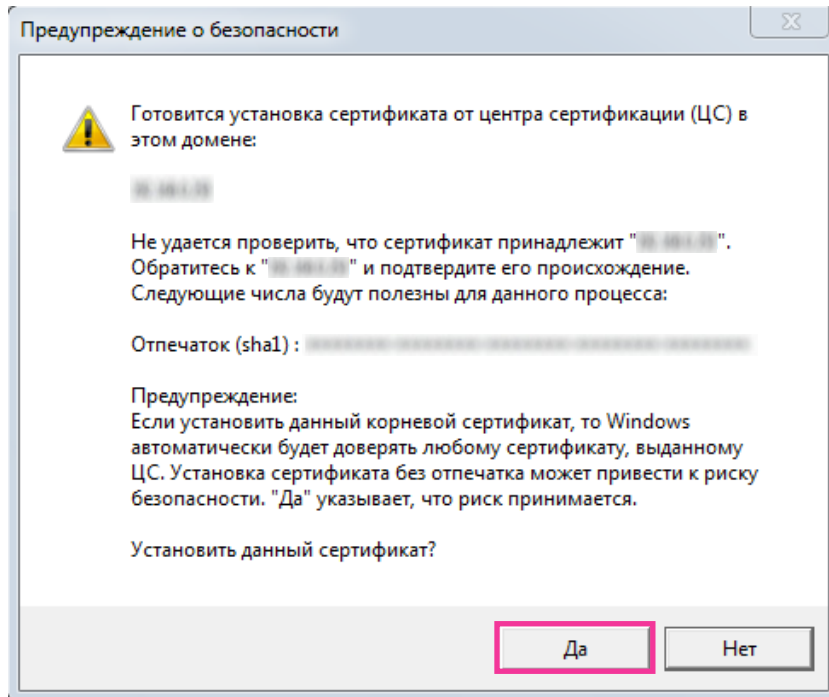 Предупреждение о безопасности
Готовится установка сертификата от центра сертификации (ЦС) в
этом домене:
Не удается проверить, что сертификат принадлежит " ".
Обратитесь к " " и подтвердите его происхождение.
Следующие числа будут полезны для данного процесса:
Отпечаток (sha1) :
Предупреждение:
Если установить данный корневой сертификат, то Windows
автоматически будет доверять любому сертификату, выданному
ЦС. Установка сертификата без отпечатка может привести к риску
безопасности. "Да" указывает, что риск принимается.
Установить данный сертификат?
Да
Нет